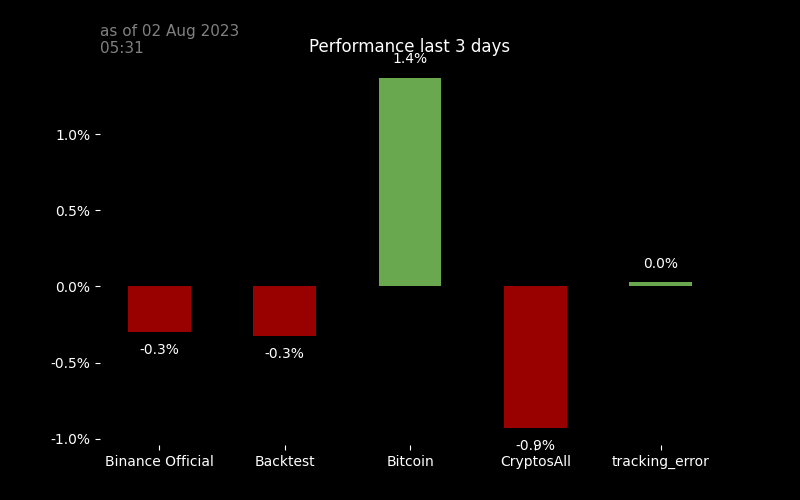 as of 02 Aug 2023
05:31
Performance last 3 days
1.4%
1.0%
0.5%
0.0%
0.0%
-0.3%
-0.3%
-0.5%
-1.0%
-0.9%
Binance Official
Backtest
Bitcoin
CryptosAll
tracking_error